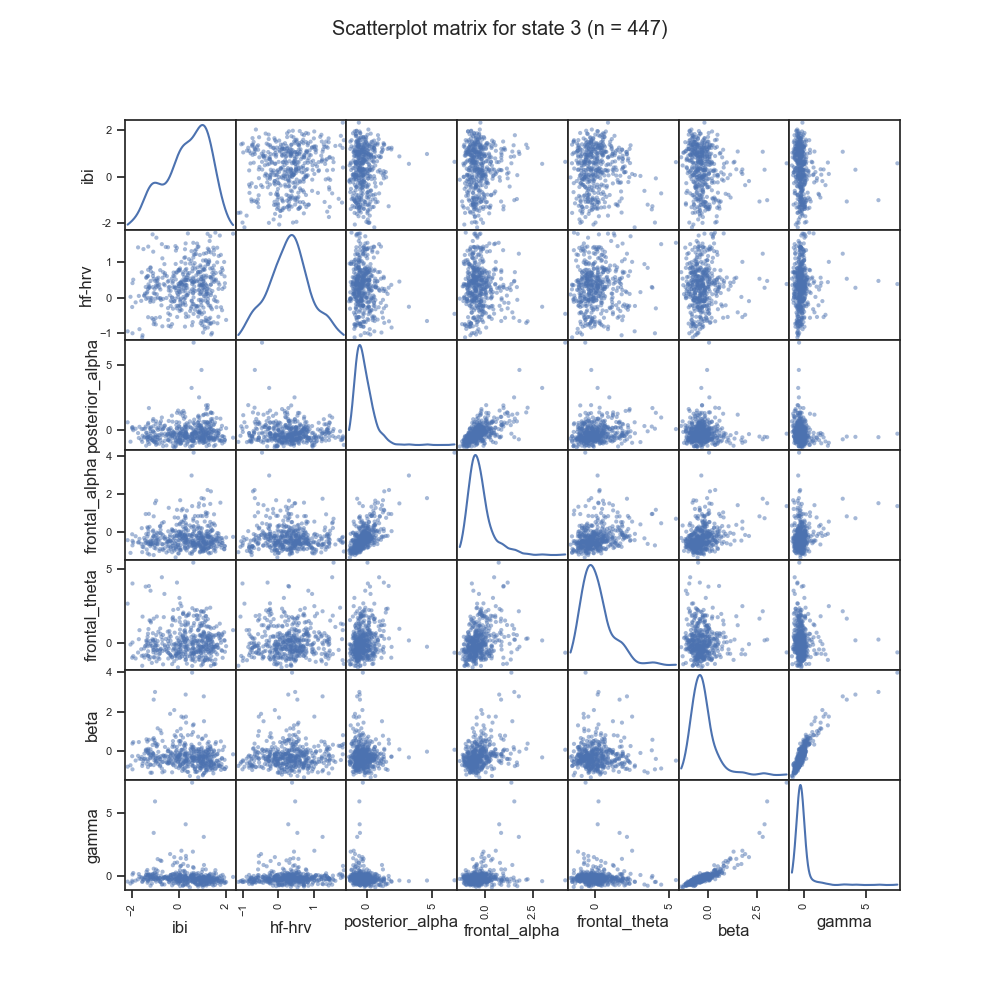 Scatterplot matrix for state 3 (n = 447)
ibi
2
0
-2
hf-hrv
1
0
−1
posterior_alpha
5
0
frontal_alpha
4
2
0
frontal_theta
5
0
beta
4
2
0
gamma
5
0
−2 0 2 −1 0 1 0 5 0.0 2.5 0 5 0.0 2.5 0 5
ibi hf-hrv posterior_alpha frontal_alpha frontal_theta beta gamma